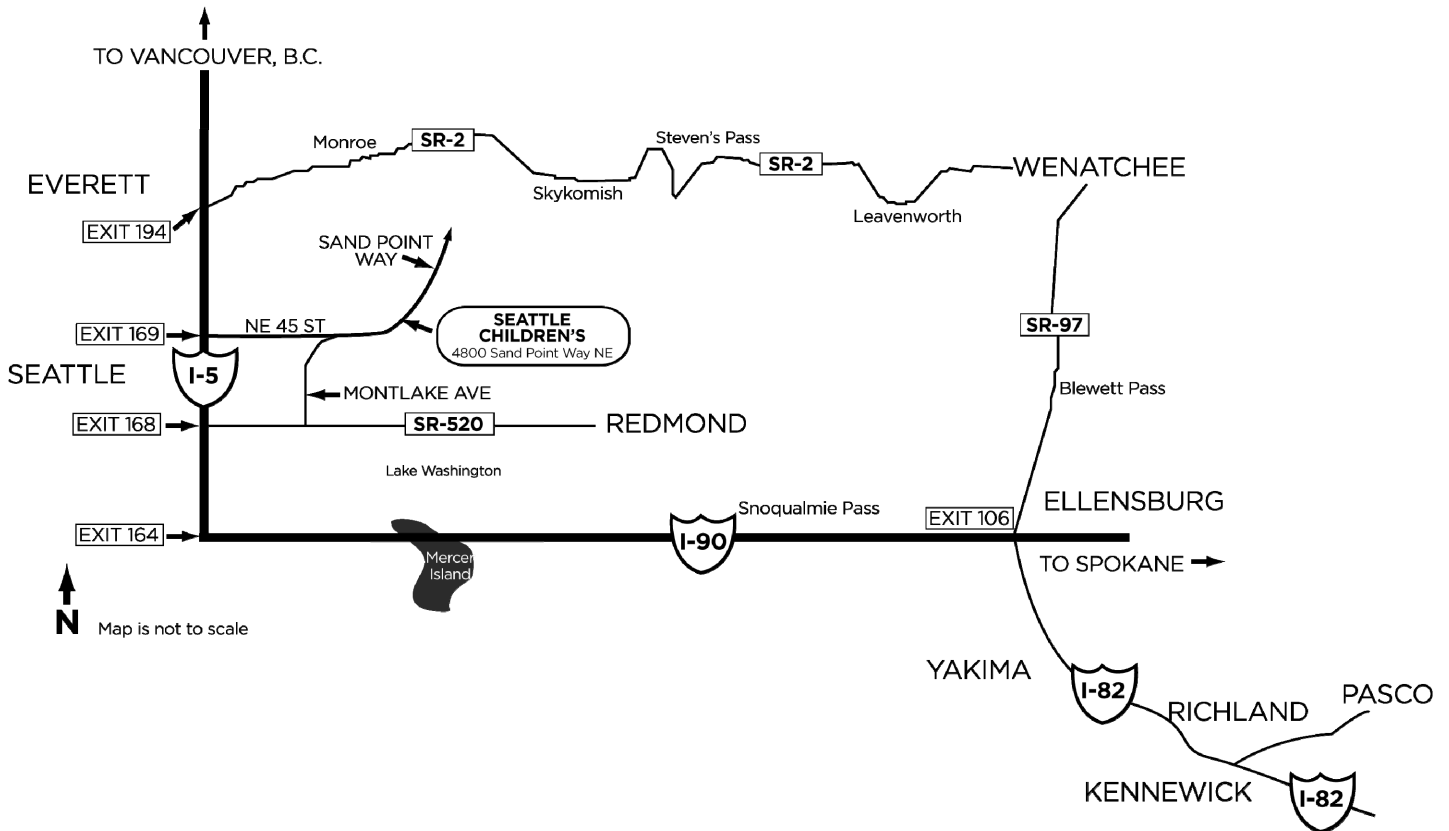 TO VANCOUVER, B.C.
Monroe
SR-2
Steven's Pass
SR-2
WENATCHEE
EVERETT
Skykomish
Leavenworth
EXIT 194
SAND POINT
WAY
EXIT 169
NE 45 ST
SEATTLE
CHILDREN'S
4800 Sand Point Way NE
SR-97
SEATTLE
I-5
MONTLAKE AVE
Blewett Pass
EXIT 168
SR-520
REDMOND
Lake Washington
Snoqualmie Pass
ELLENSBURG
EXIT 106
EXIT 164
I-90
Mercer
Island
TO SPOKANE
N
Map is not to scale
YAKIMA
I-82
RICHLAND
PASCO
KENNEWICK
I-82